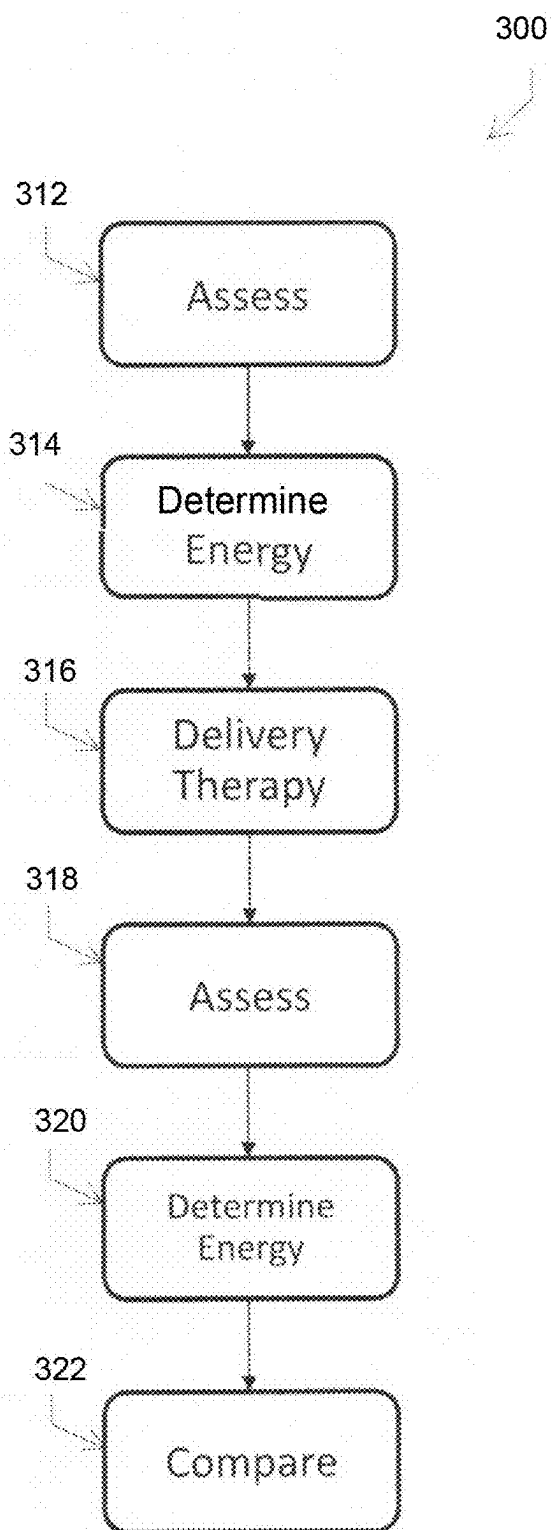 300
312
Assess
314
Determine
Energy
316
Delivery
Therapy
318
Assess
320
Determine
Energy
322
Compare